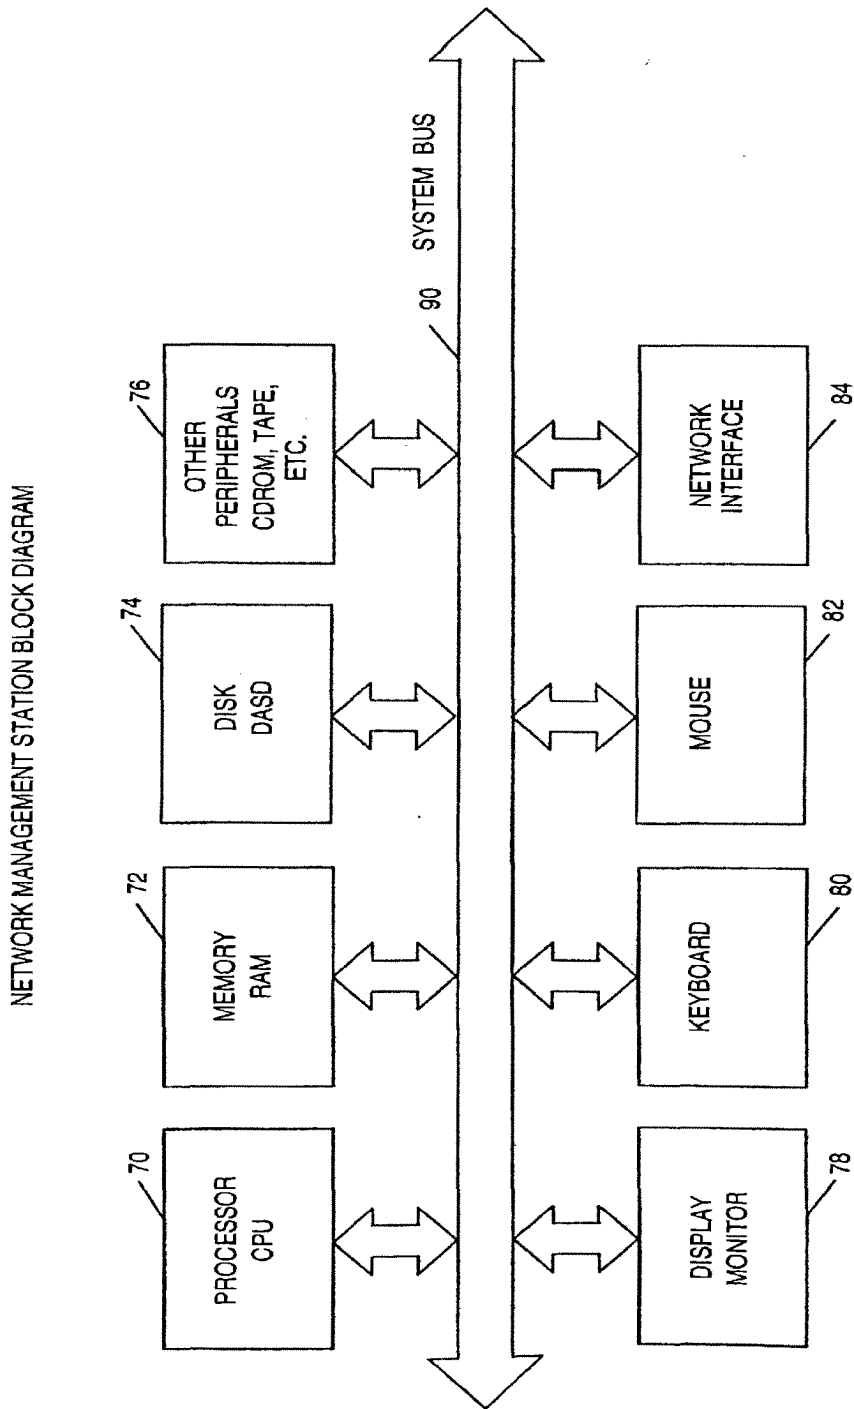 NETWORK MANAGEMENT STATION BLOCK DIAGRAM
70
PROCESSOR
CPU
72
MEMORY
RAM
74
DISK
DASD
76
OTHER
PERIPHERALS
CDROM, TAPE,
ETC.
90
SYSTEM BUS
DISPLAY
MONITOR
78
KEYBOARD
80
MOUSE
82
NETWORK
INTERFACE
84